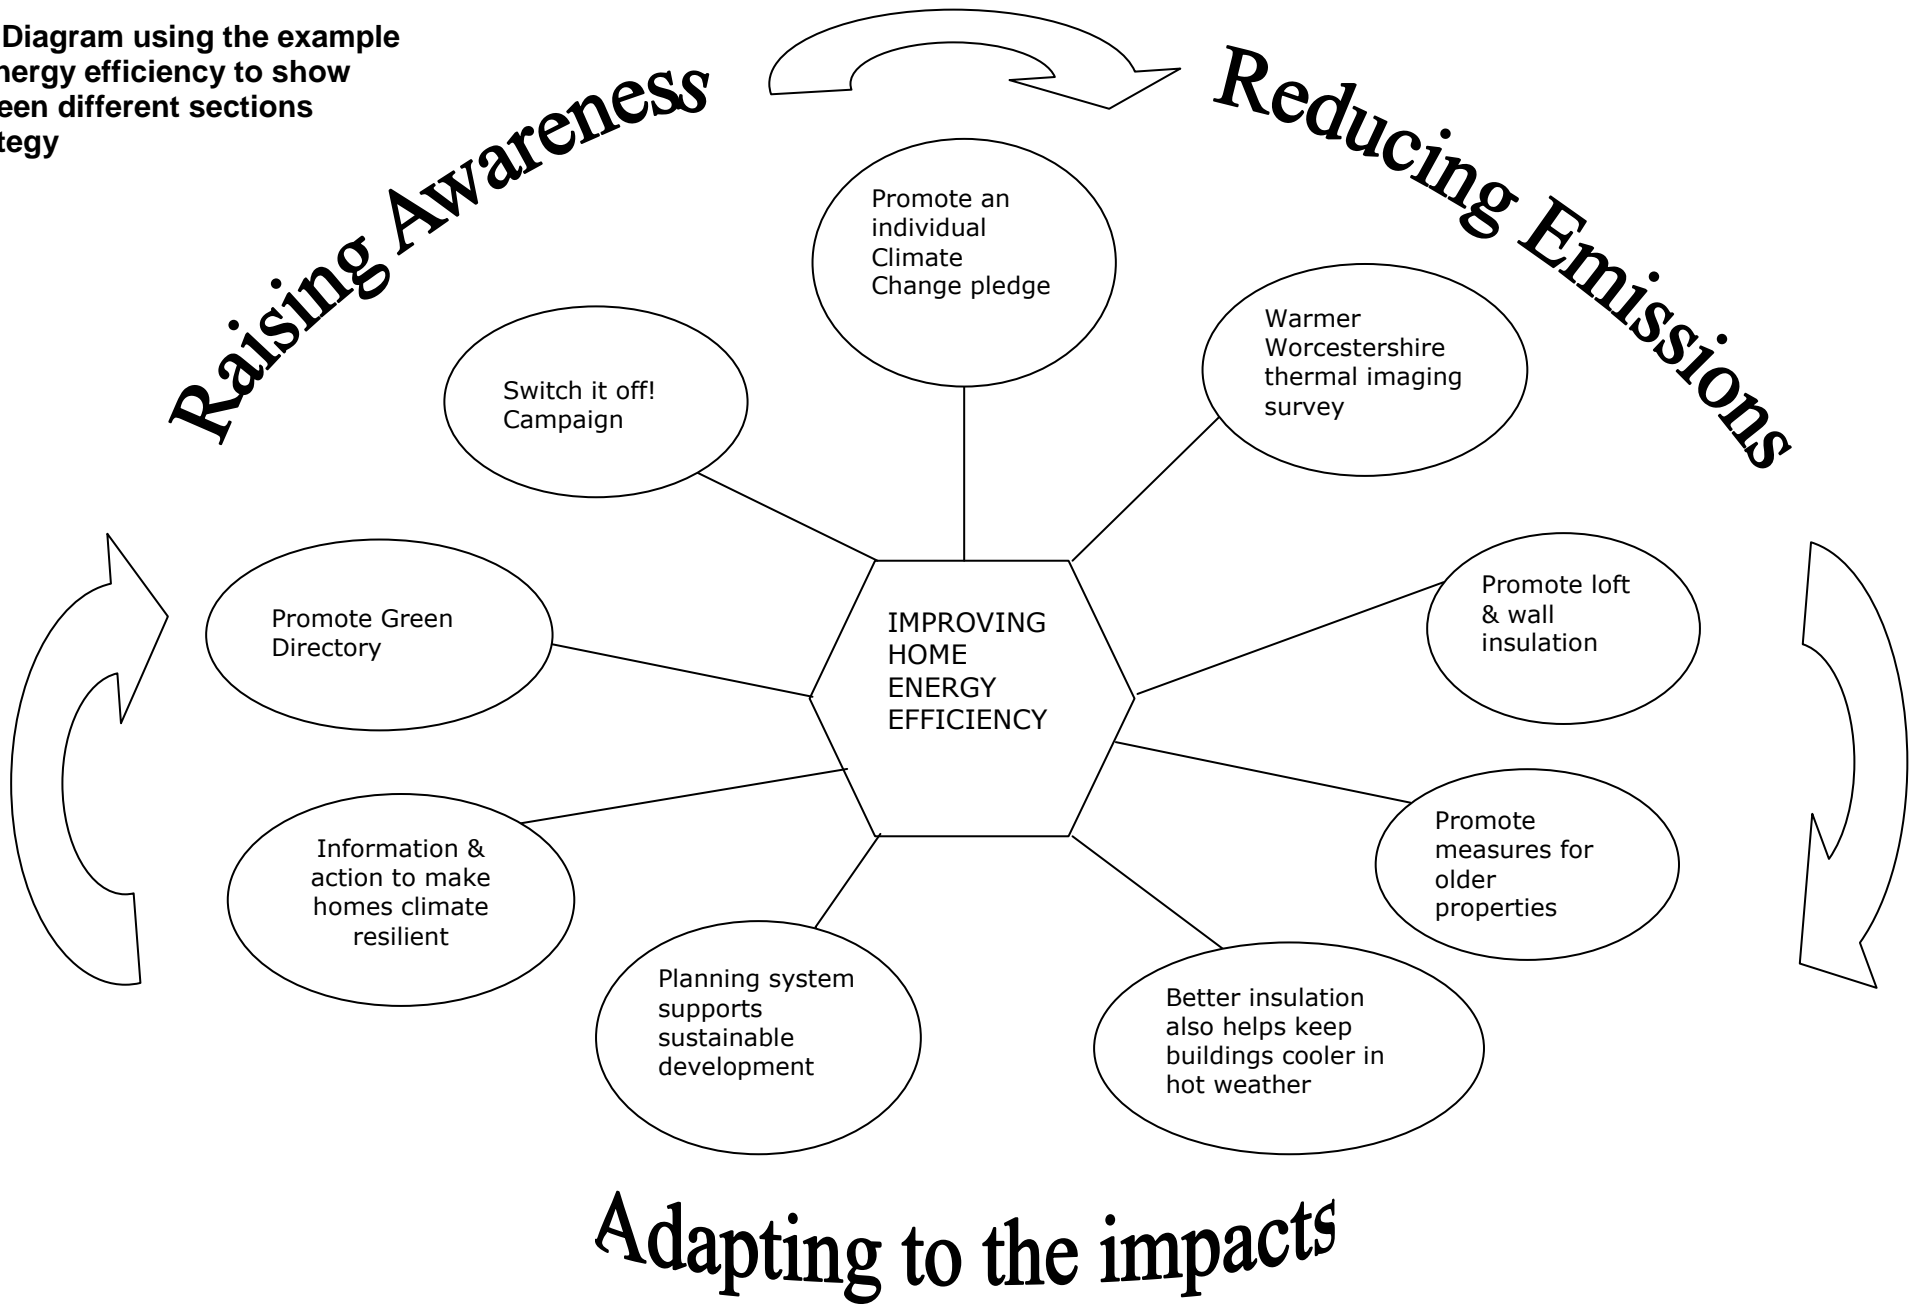 Diagram using the example
nergy efficiency to show
een different sections
tegy
Raising Awareness
Reducing Emissions
Promote an
individual
Climate
Change pledge
Warmer
Worcestershire
thermal imaging
survey
Switch it off!
Campaign
Promote loft
& wall
insulation
Promote Green
Directory
IMPROVING
HOME
ENERGY
EFFICIENCY
Promote
measures for
older
properties
Information &
action to make
homes climate
resilient
Planning system
supports
sustainable
development
Better insulation
also helps keep
buildings cooler in
hot weather
Adapting to the impacts